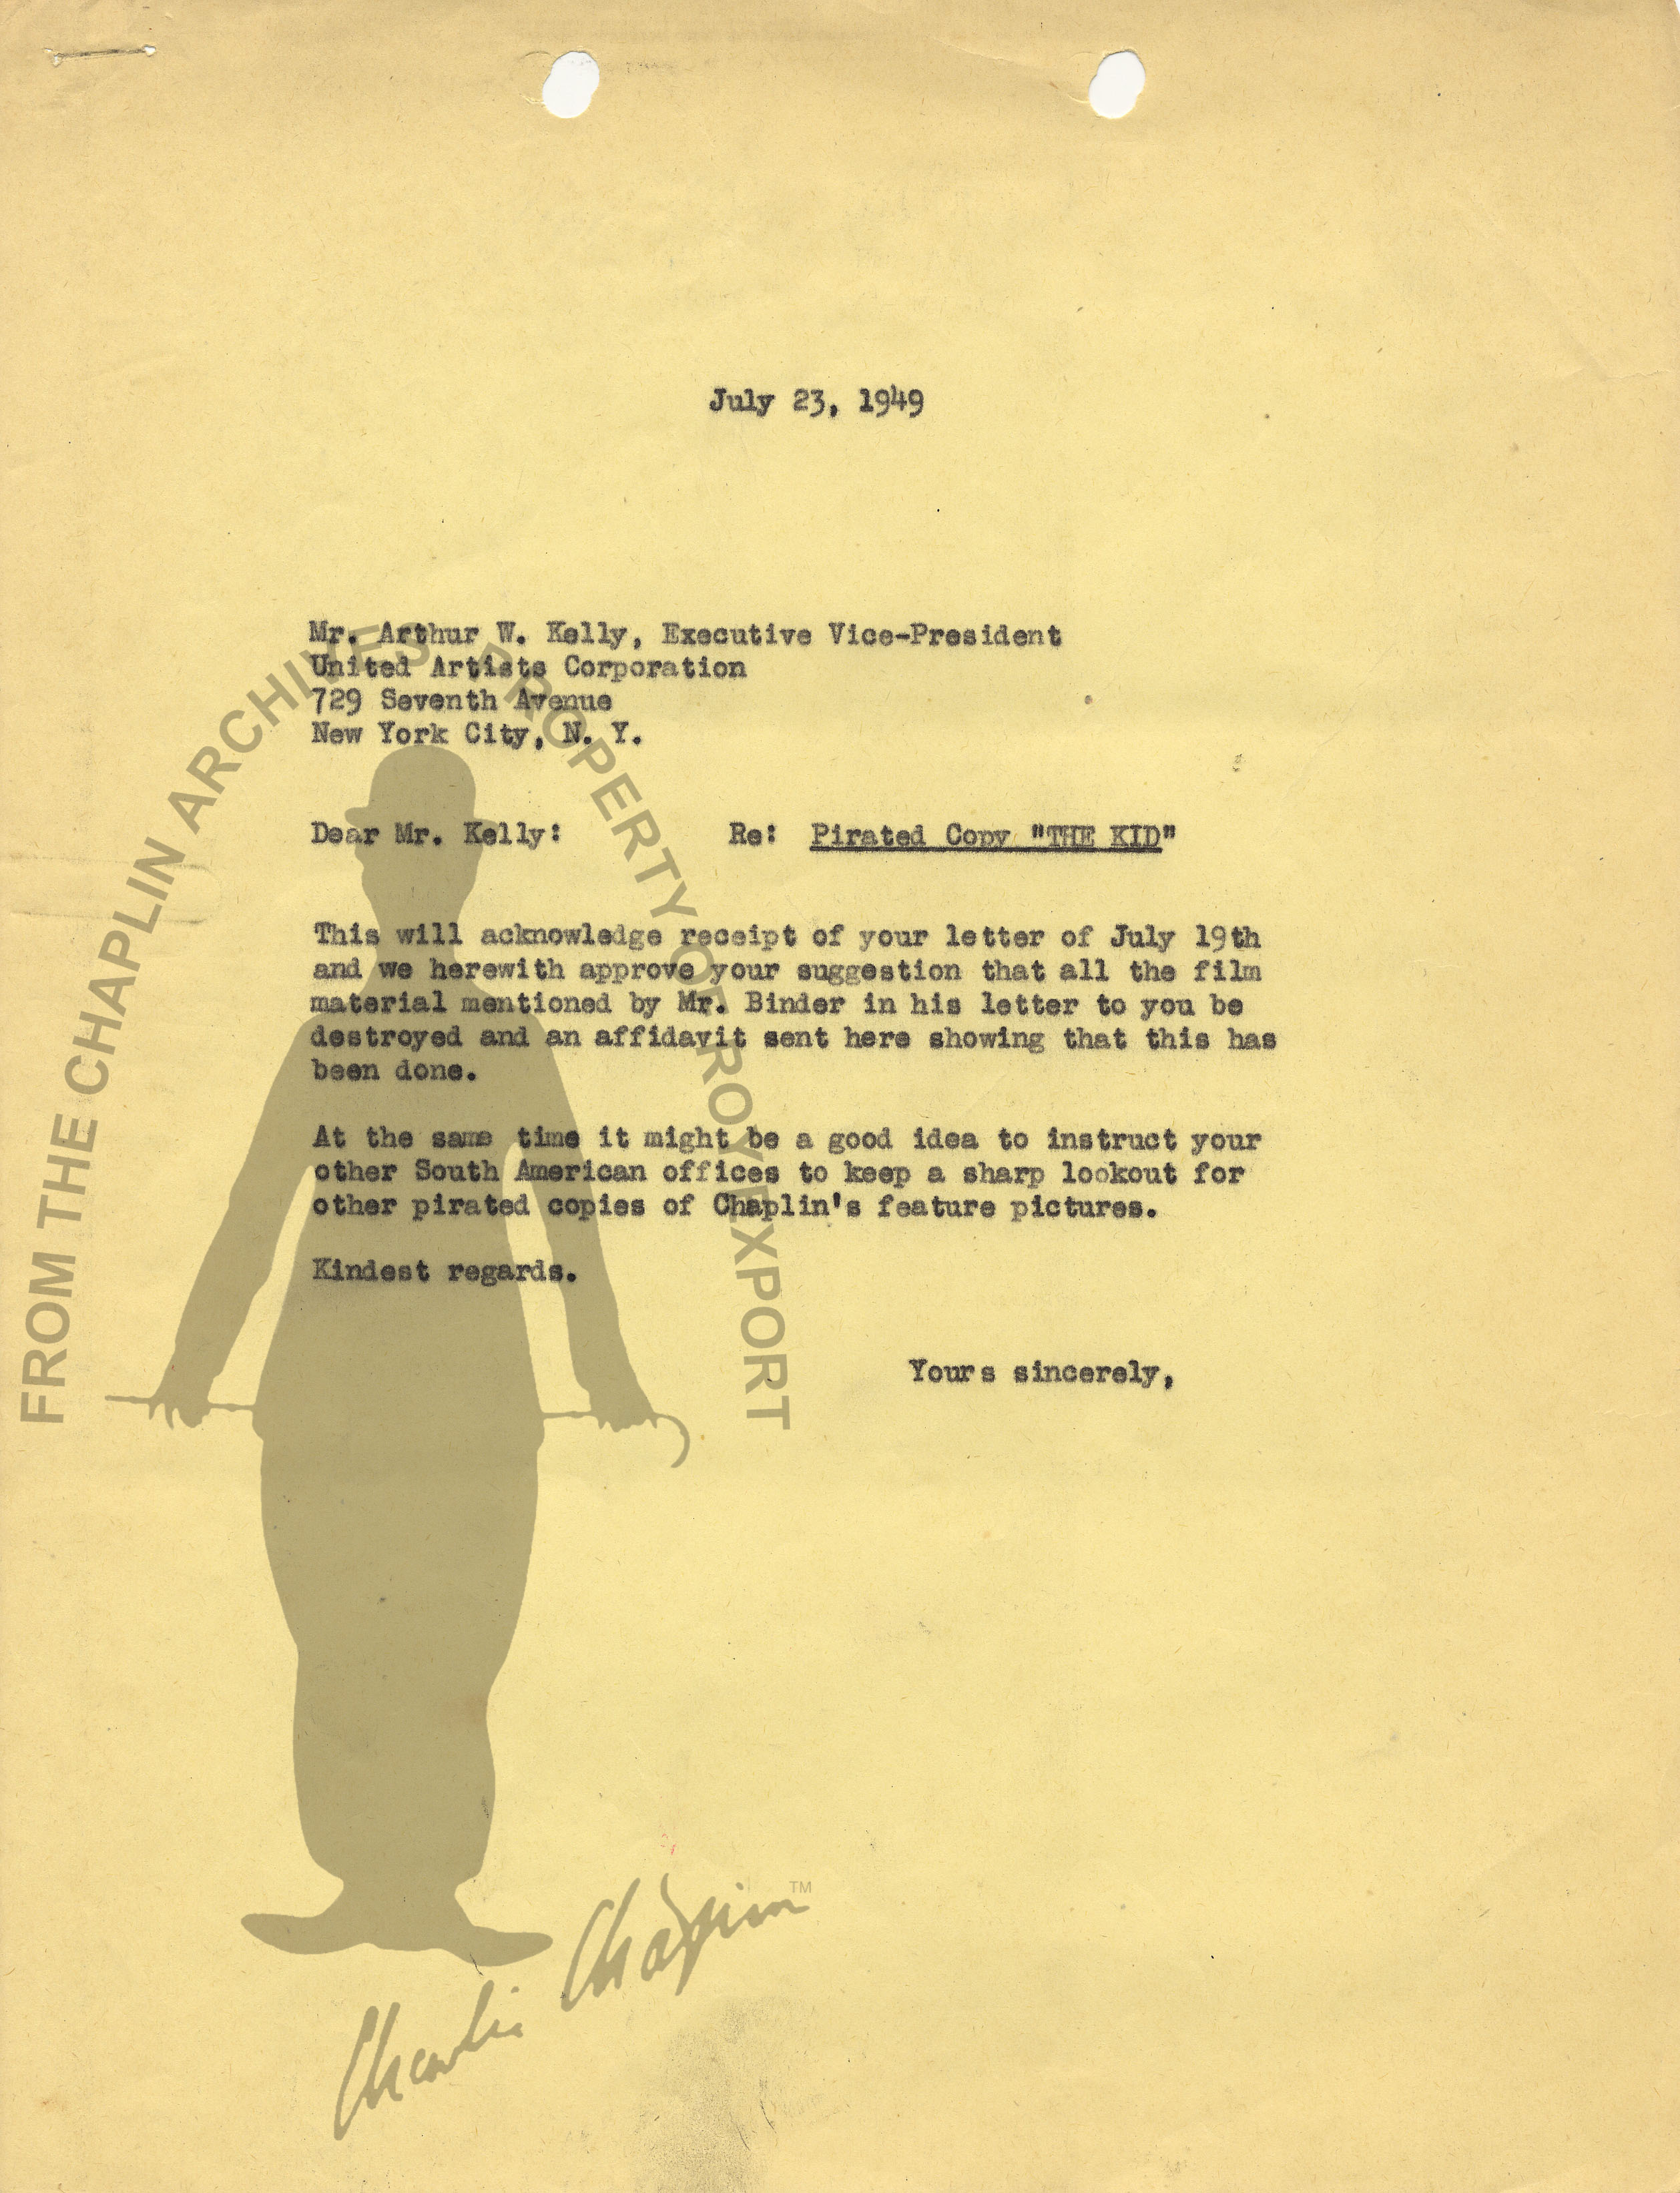 July 23, 1949
Mr. Arthur W. Kelly, Executive Vice-President
United Artists Corporation
729 Seventh Avenue
New York City, N. Y.
Dear Mr. Kelly: Re: Pirated Copy "THE KID"
This will acknowledge receipt of your letter of July 19th
and we herewith approve your suggestion that all the film
material mentioned by Mr. Binder in his letter to you be
destroyed and an affidavit sent here showing that this has
been done.
At the same time it might be a good idea to instruct your
other South American offices to keep a sharp lookout for
other pirated copies of Chaplin's feature pictures.
Kindest regards.
Yours sincerely,
FROM THE CHAPLIN ARCHIVES PROPERTY OF ROY EXPORT
Charlie Chaplin TM